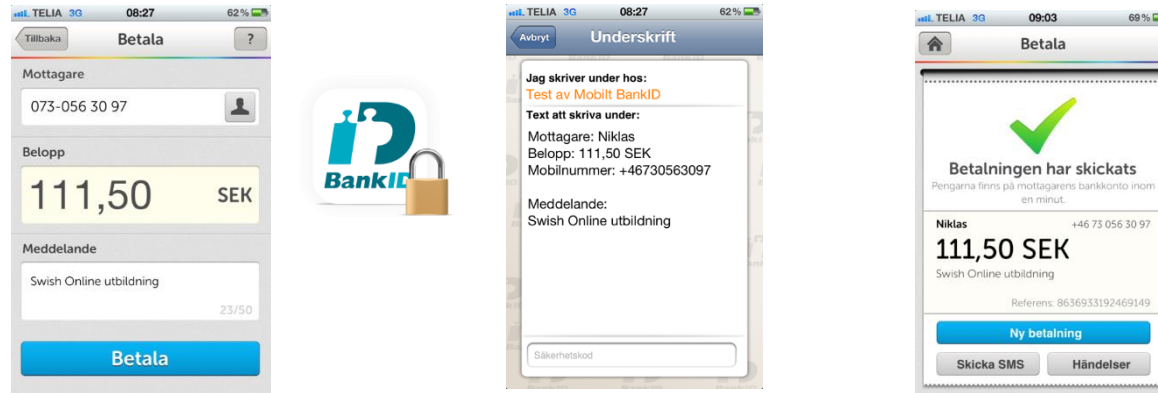 TELIA 3G 08:27 62%
Tillbaka Betala ?
Mottagare
073-056 30 97
Belopp
111,50 SEK
Meddelande
Swish Online utbildning
23/50
Betala
BankID
TELIA 3G 08:27 62%
Avbryt Underskrift
Jag skriver under hos:
Test av Mobilt BankID
Text att skriva under:
Mottagare: Niklas
Belopp: 111,50 SEK
Mobilnummer: +46730563097
Meddelande:
Swish Online utbildning
Säkerhetskod
TELIA 3G 09:03 69%
Betala
Betalningen har skickats
Pengarna finns på mottagarens bankkonto inom
en minut.
Niklas +46 73 056 30 97
111,50 SEK
Swish Online utbildning
Referens: 8636933192469149
Ny betalning
Skicka SMS Händelser